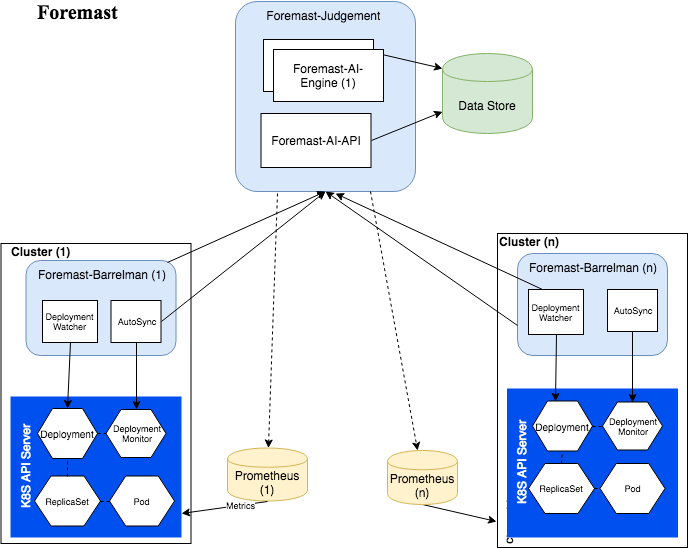 Foremast
Foremast-Judgement
Foremast-AI-
Engine (1)
Foremast-AI-API
Data Store
Cluster (1)
Foremast-Barrelman (1)
Deployment
Watcher
AutoSync
K8S API Server
Deployment
Deployment
Monitor
ReplicaSet
Pod
Prometheus
(1)
Metrics
Prometheus
(n)
Cluster (n)
Foremast-Barrelman (n)
Deployment
Watcher
AutoSync
K8S API Server
Deployment
Deployment
Monitor
ReplicaSet
Pod